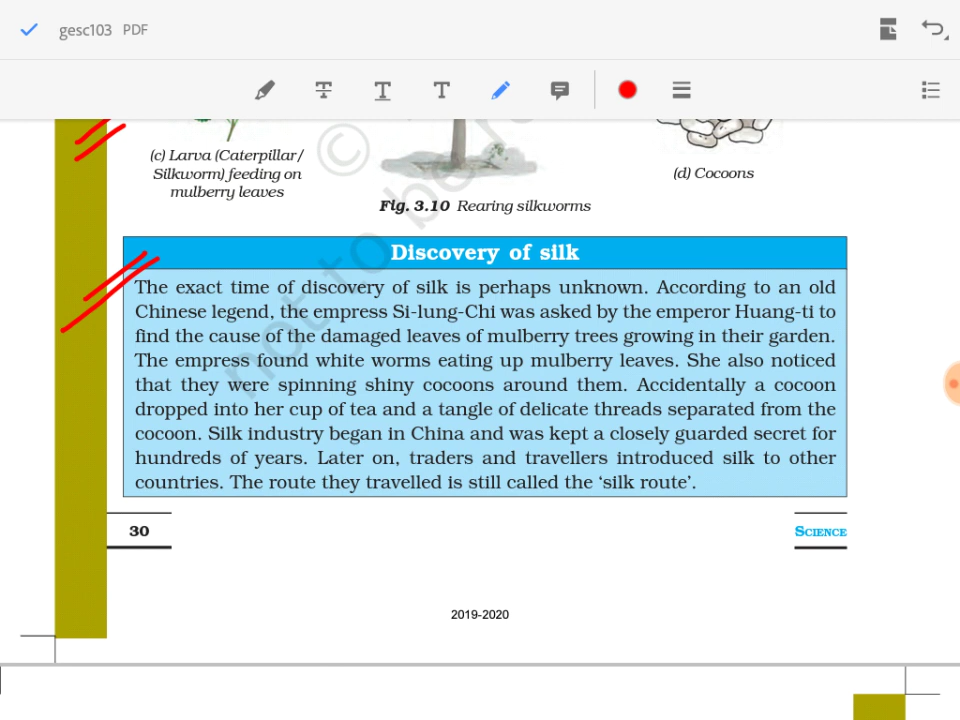 gesc103 PDF
(c) Larva (Caterpillar/
Silkworm) feeding on
mulberry leaves
(d) Cocoons
Fig. 3.10 Rearing silkworms
Discovery of silk
The exact time of discovery of silk is perhaps unknown. According to an old
Chinese legend, the empress Si-lung-Chi was asked by the emperor Huang-ti to
find the cause of the damaged leaves of mulberry trees growing in their garden.
The empress found white worms eating up mulberry leaves. She also noticed
that they were spinning shiny cocoons around them. Accidentally a cocoon
dropped into her cup of tea and a tangle of delicate threads separated from the
cocoon. Silk industry began in China and was kept a closely guarded secret for
hundreds of years. Later on, traders and travellers introduced silk to other
countries. The route they travelled is still called the ‘silk route’.
30
SCIENCE
2019-2020
© not to be